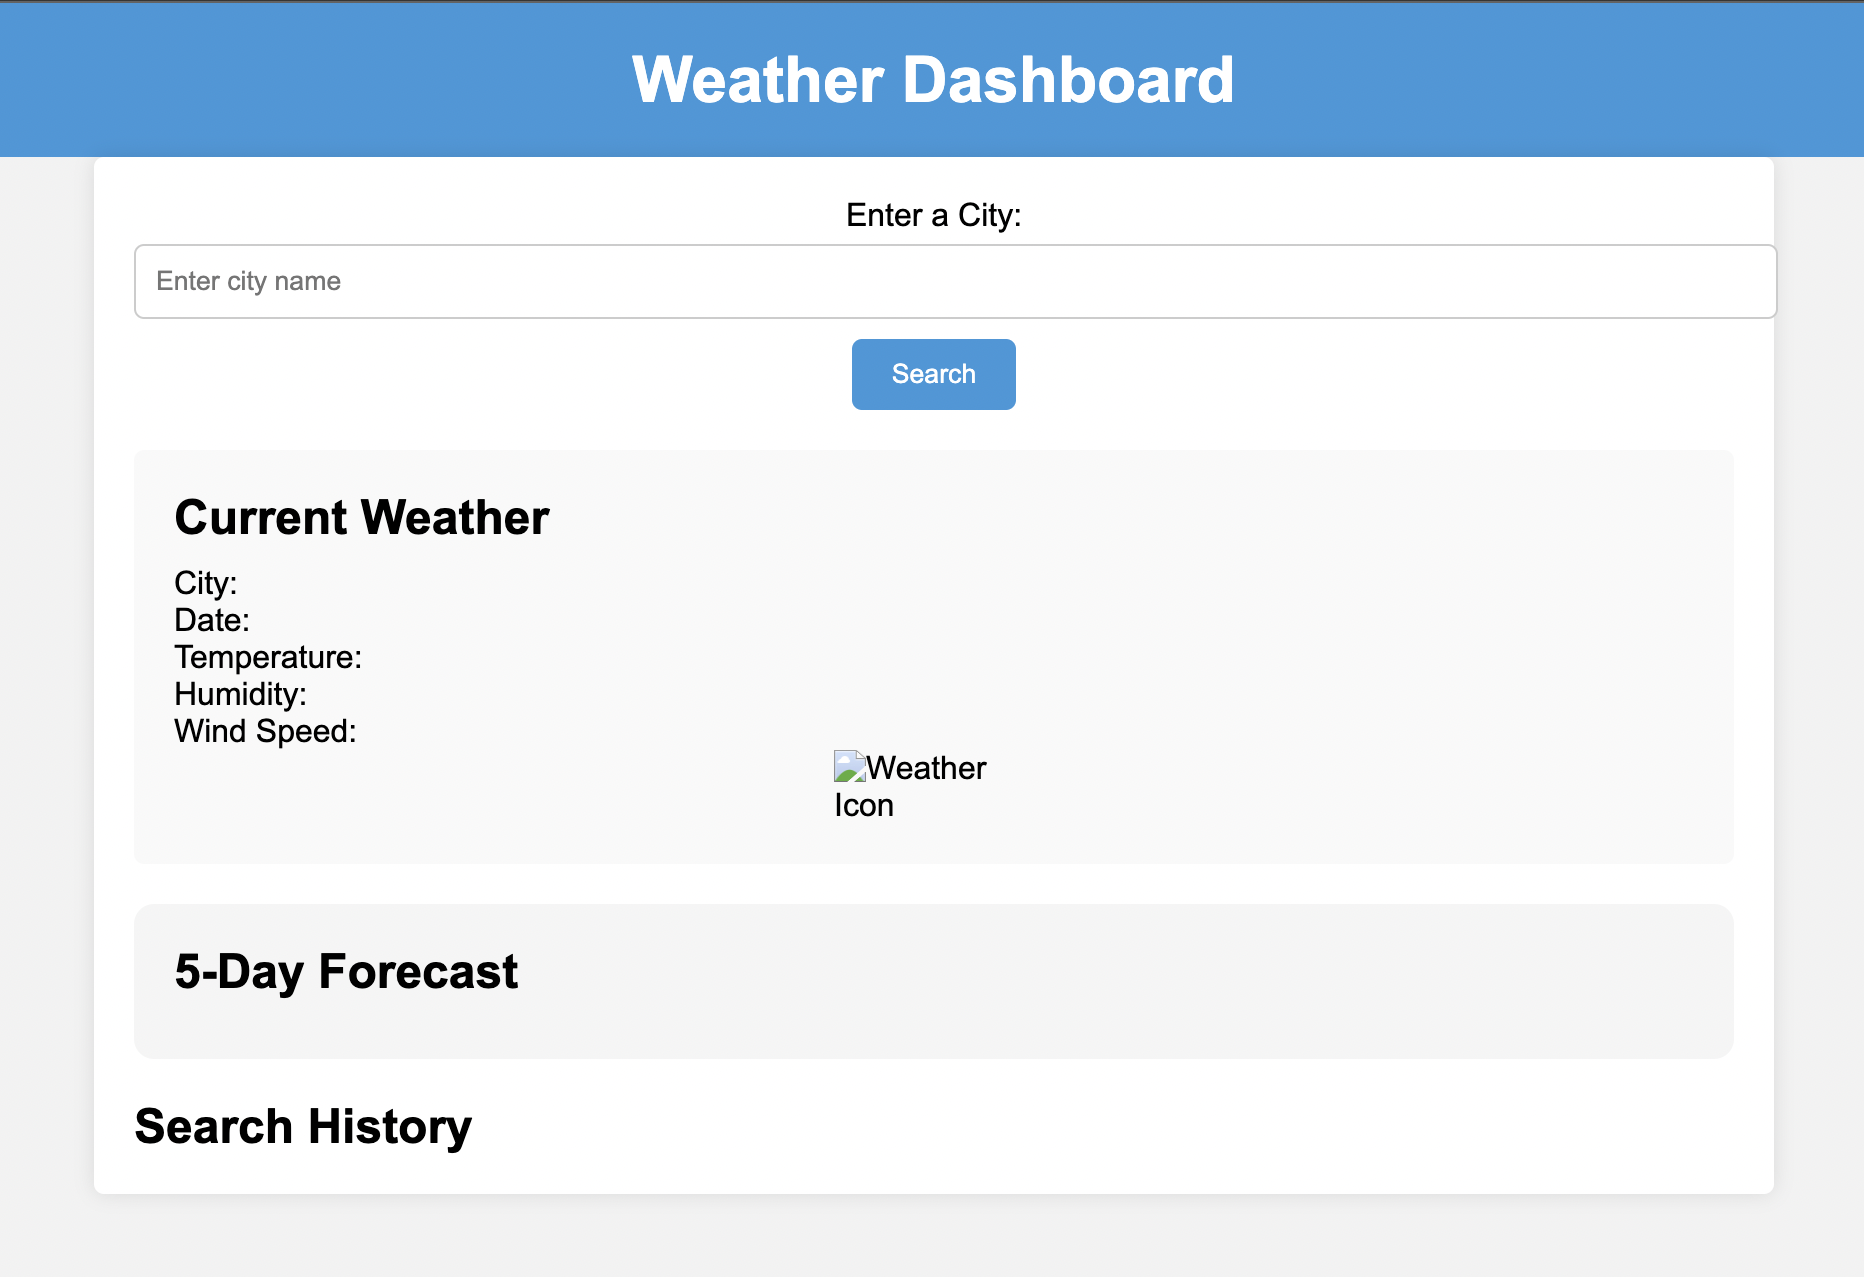 Weather Dashboard
Enter a City:
Enter city name
Search
Current Weather
City:
Date:
Temperature:
Humidity:
Wind Speed:
Weather
Icon
5-Day Forecast
Search History